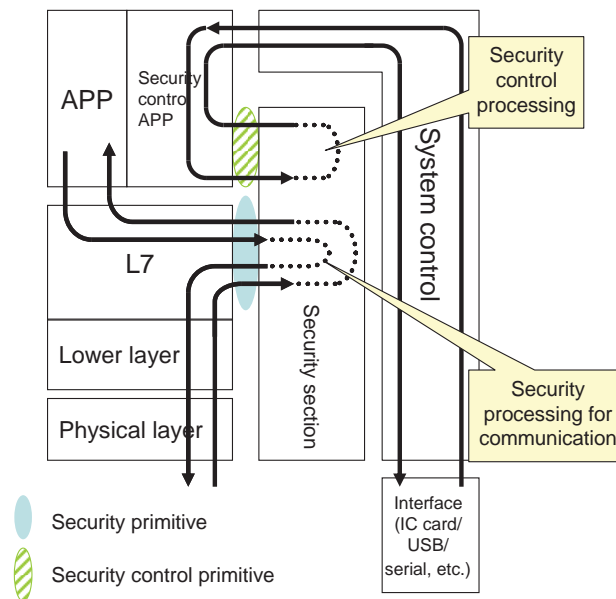 APP
Security
control
APP
Security
control
processing
System control
L7
Security section
Lower layer
Physical layer
Security
processing for
communication
Interface
(IC card/
USB/
serial, etc.)
Security primitive
Security control primitive